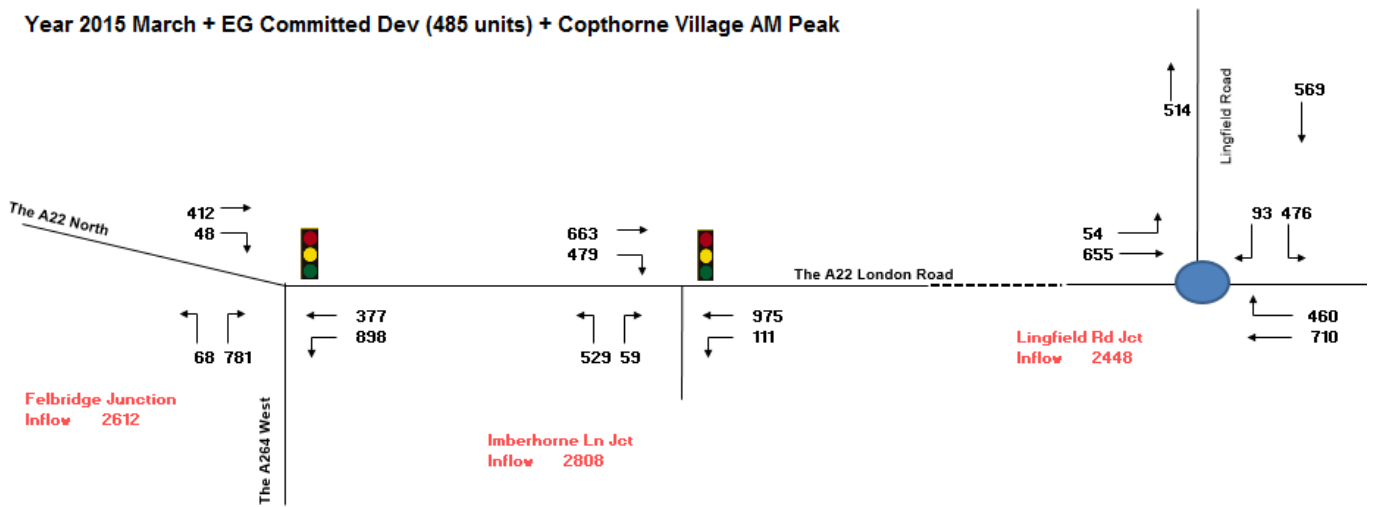 Year 2015 March + EG Committed Dev (485 units) + Copthorne Village AM Peak
514
Lingfield Road
569
The A22 North
412
48
663
479
54
655
93 476
The A22 London Road
68 781
377
898
529 59
975
111
460
710
Lingfield Rd Jct
Inflow 2448
Felbridge Junction
Inflow 2612
The A264 West
Imberhorne Ln Jct
Inflow 2808